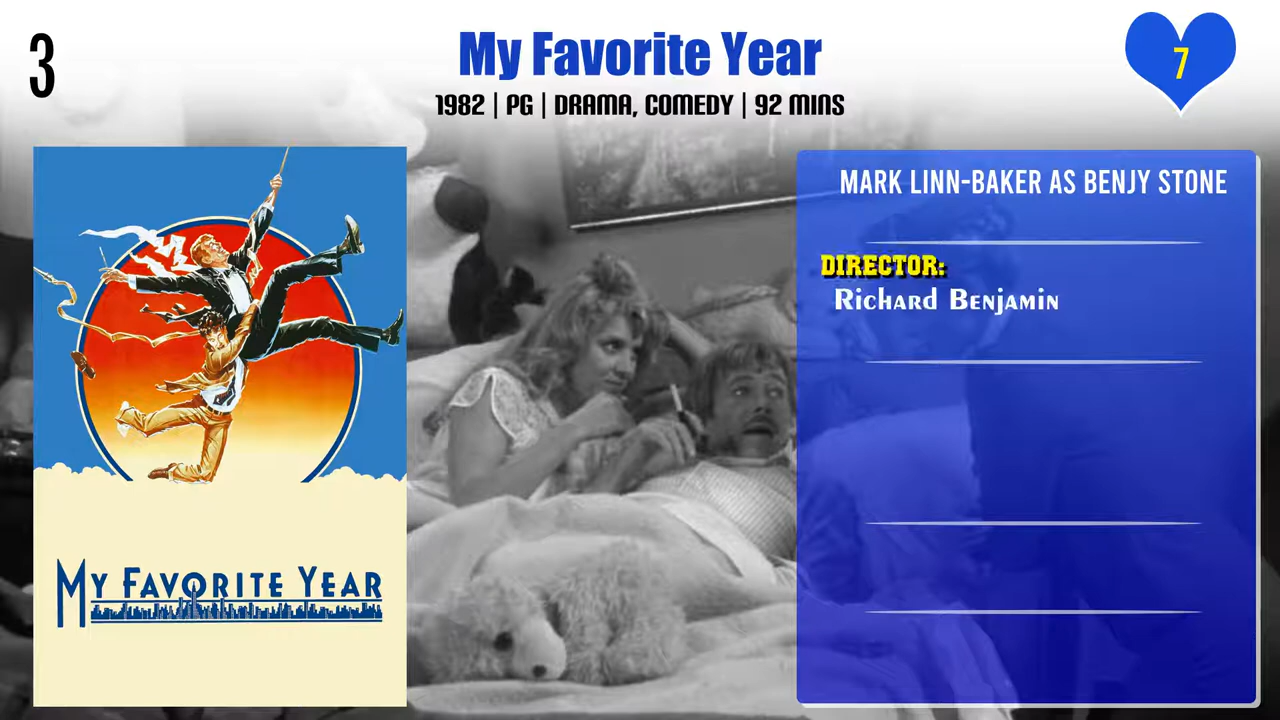 3
My Favorite Year
1982 | PG | DRAMA, COMEDY | 92 MINS
7
MARK LINN-BAKER AS BENJY STONE
DIRECTOR:
Richard Benjamin
MY FAVORITE YEAR